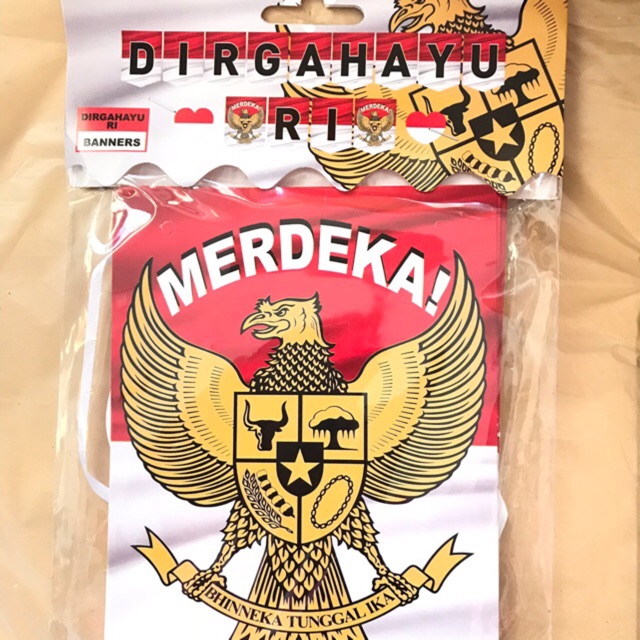 DIRGAHAYU
MERDEKA! RI MERDEKA!
DIRGAHAYU
RI
BANNERS
MERDEKA!
BHINNEKA TUNGGAL IKA